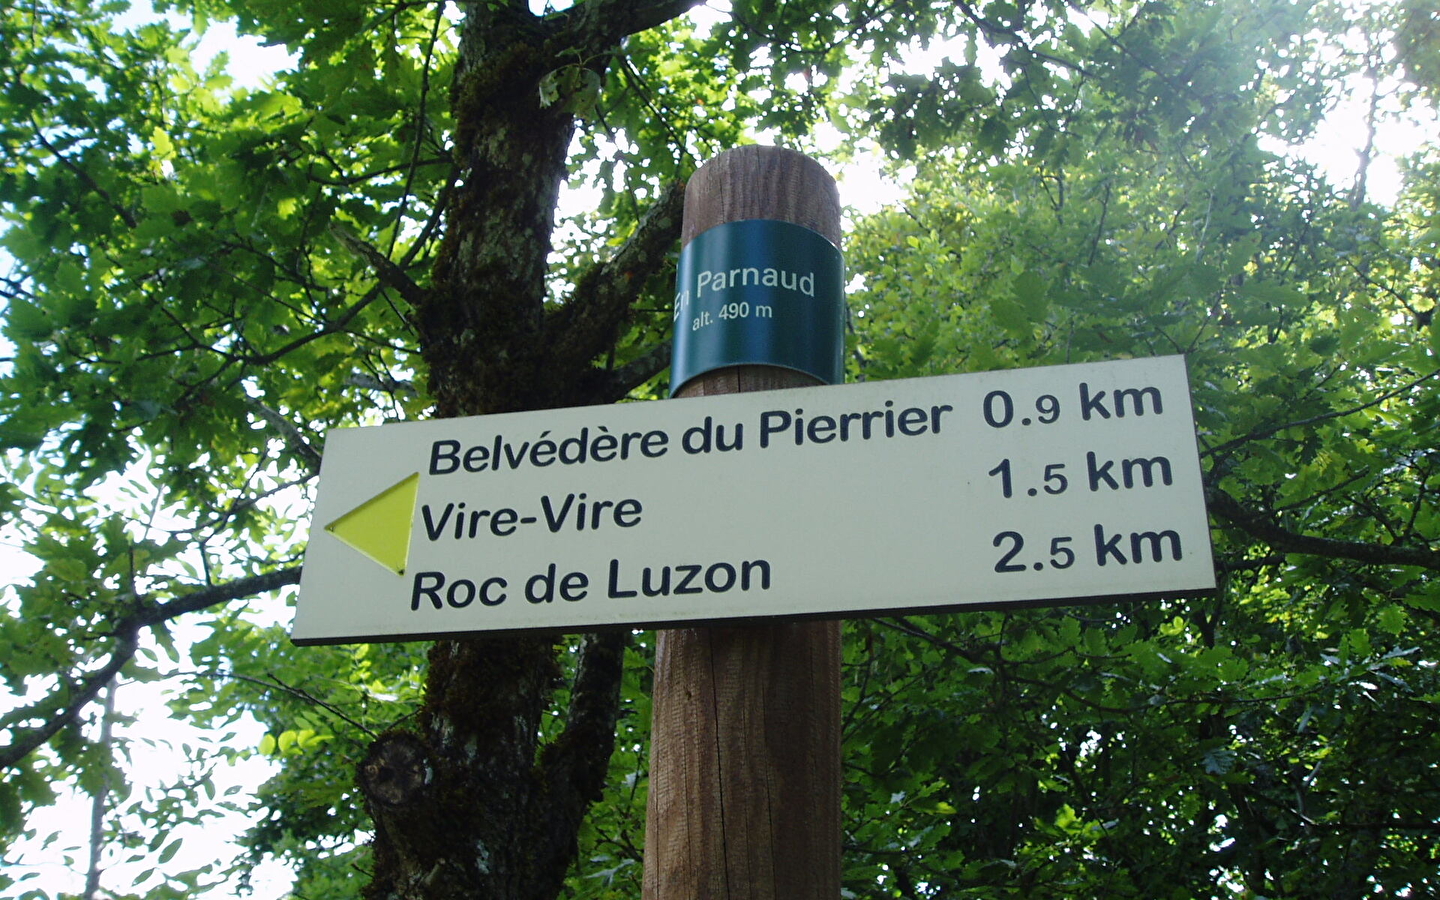 En Parnaud
alt. 490 m
Belvédère du Pierrier 0.9 km
Vire-Vire 1.5 km
Roc de Luzon 2.5 km